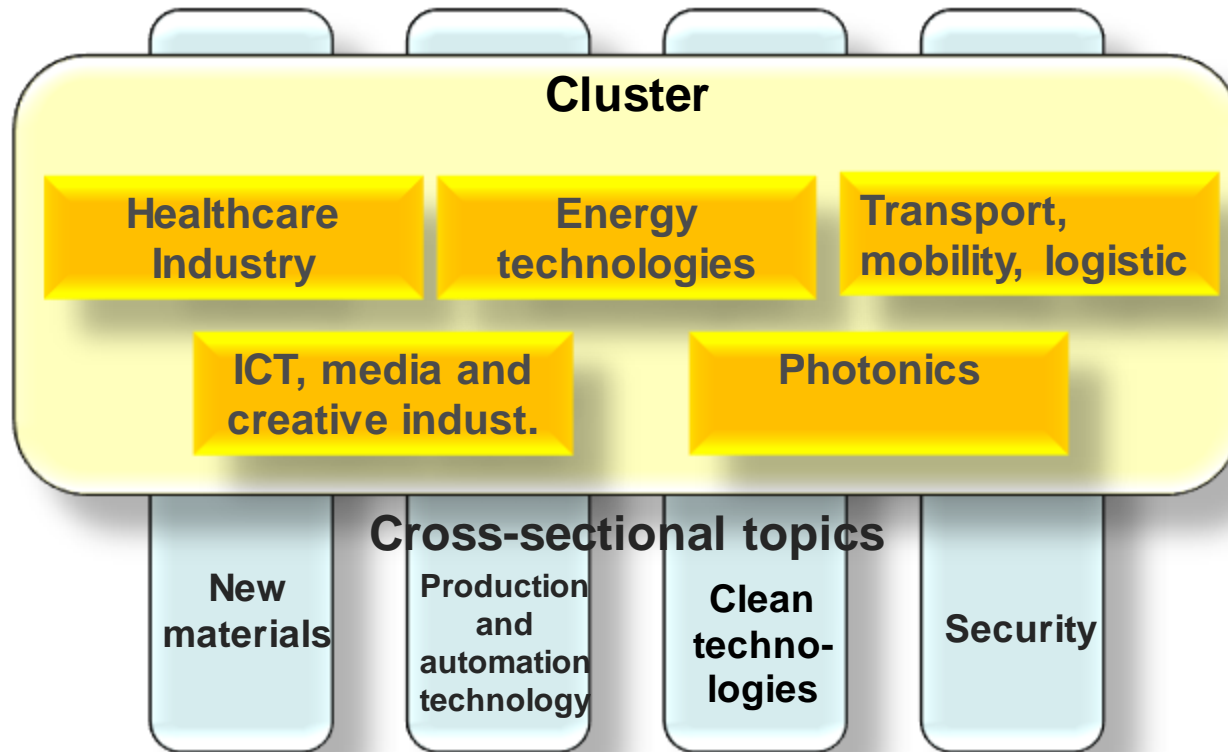 Cluster
Healthcare
Industry
Energy
technologies
Transport,
mobility, logistic
ICT, media and
creative indust.
Photonics
Cross-sectional topics
New
materials
Production
and
automation
technology
Clean
techno-
logies
Security